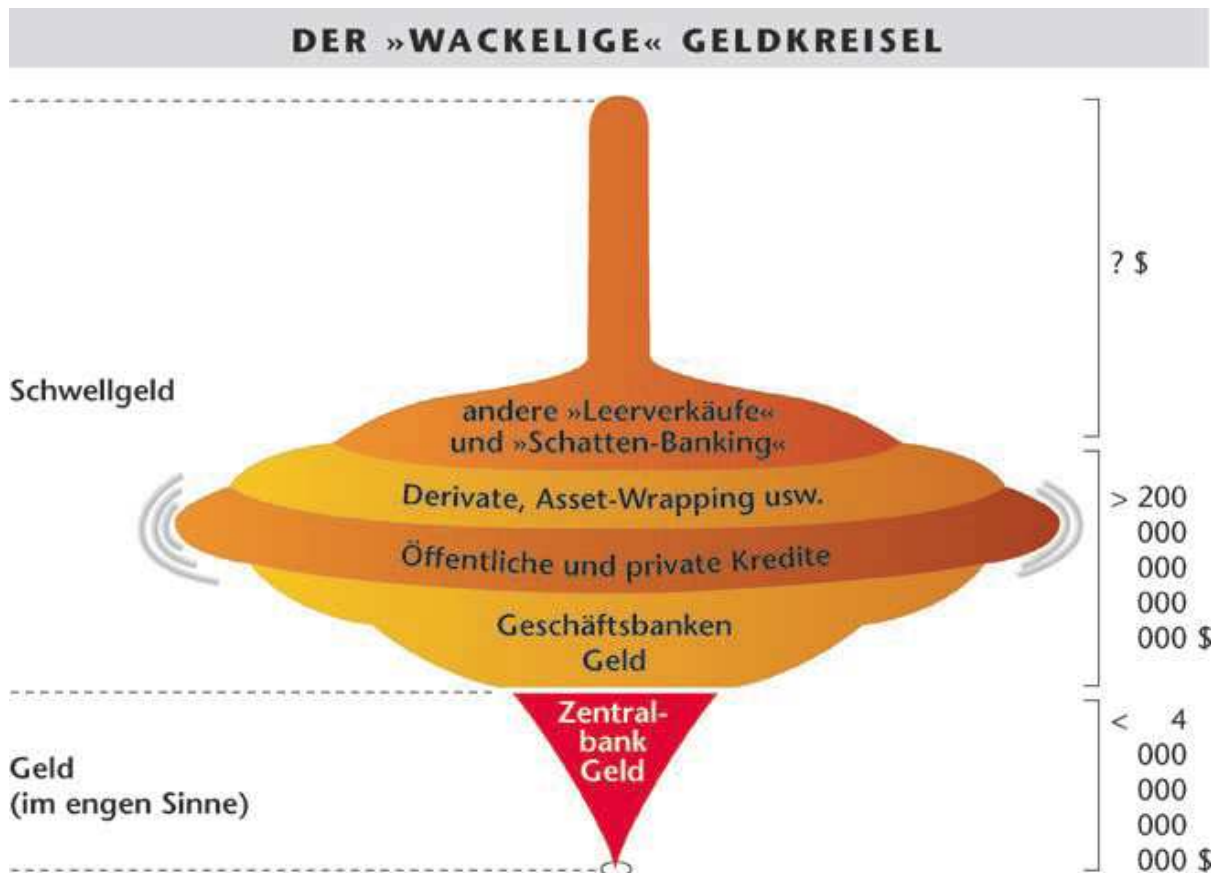 DER »WACKELIGE« GELDKREISEL
? $
Schwellgeld
andere »Leerverkäufe«
und »Schatten-Banking«
Derivate, Asset-Wrapping usw.
Öffentliche und private Kredite
Geschäftsbanken
Geld
> 200
000
000
000
000 $
Zentral-
bank
Geld
Geld
(im engen Sinne)
< 4
000
000
000
000 $